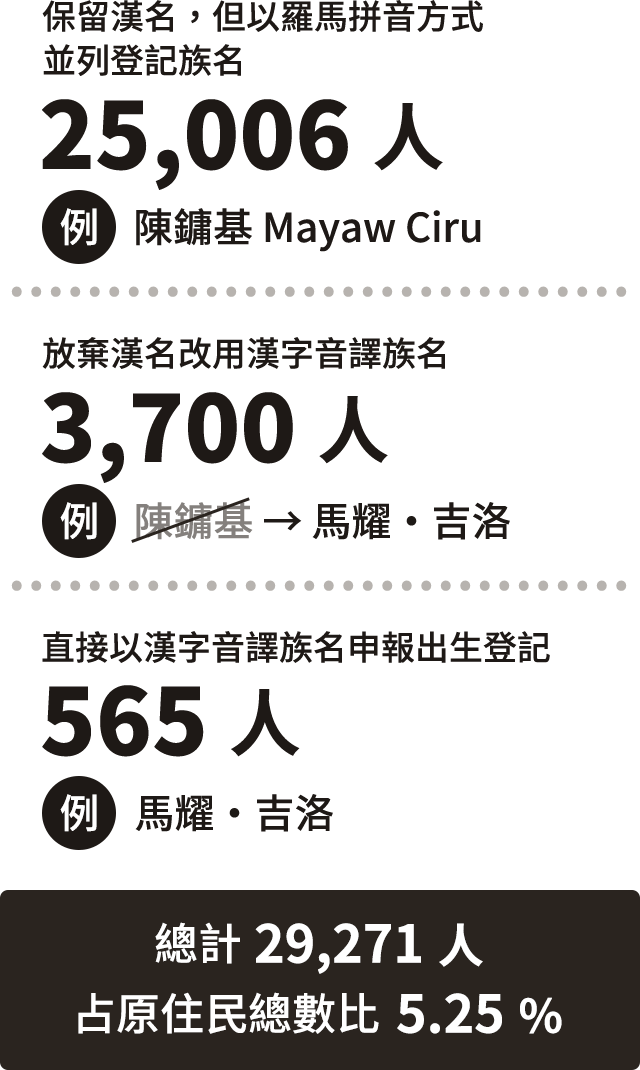 保留漢名，但以羅馬拼音方式
並列登記族名
25,006 人
例 陳鏞基 Mayaw Ciru
放棄漢名改用漢字音譯族名
3,700 人
例 陳鏞基 → 馬耀・吉洛
直接以漢字音譯族名申報出生登記
565 人
例 馬耀・吉洛
總計 29,271 人
占原住民總數比 5.25 %